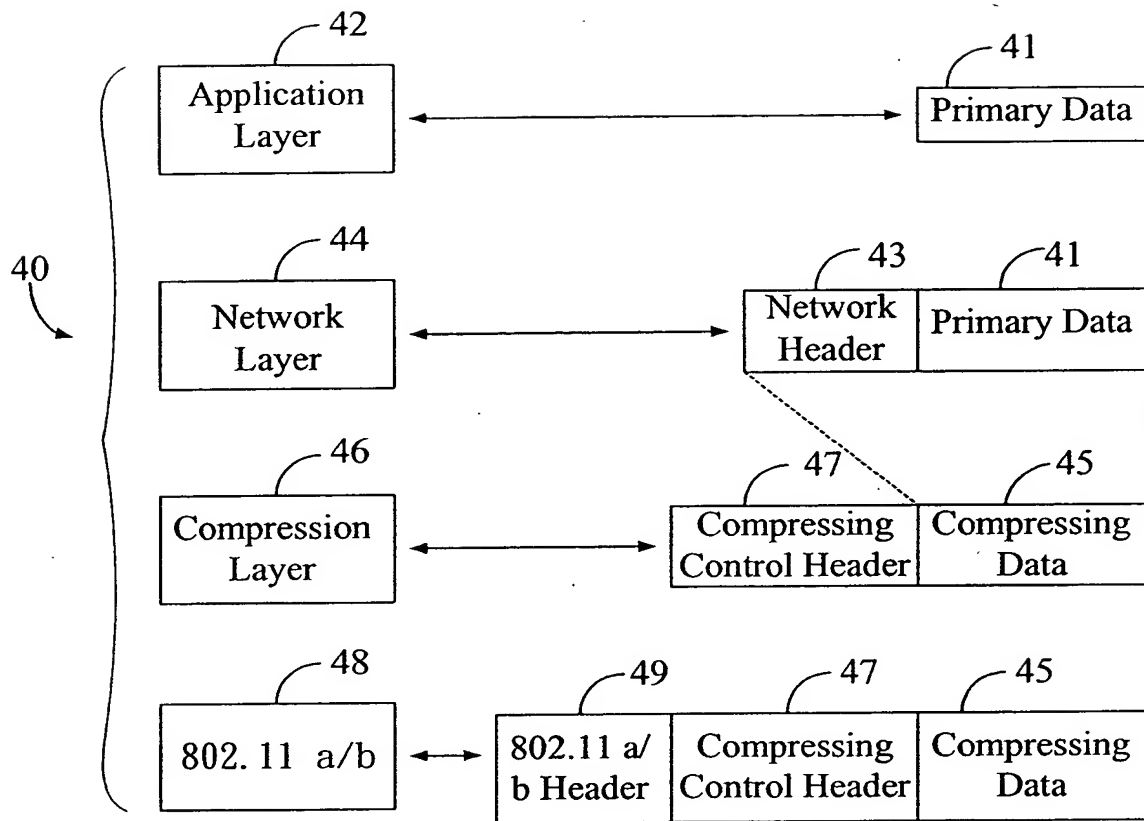 42
41
Application
Layer
Primary Data
44
43
41
40
Network
Layer
Network
Header
Primary Data
46
47
45
Compression
Layer
Compressing
Control Header
Compressing
Data
48
49
47
45
802.11 a/b
802.11 a/
b Header
Compressing
Control Header
Compressing
Data